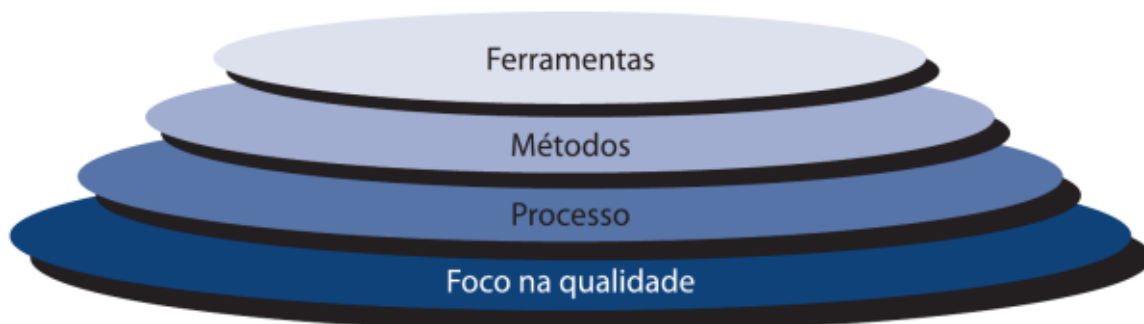 Ferramentas
Métodos
Processo
Foco na qualidade